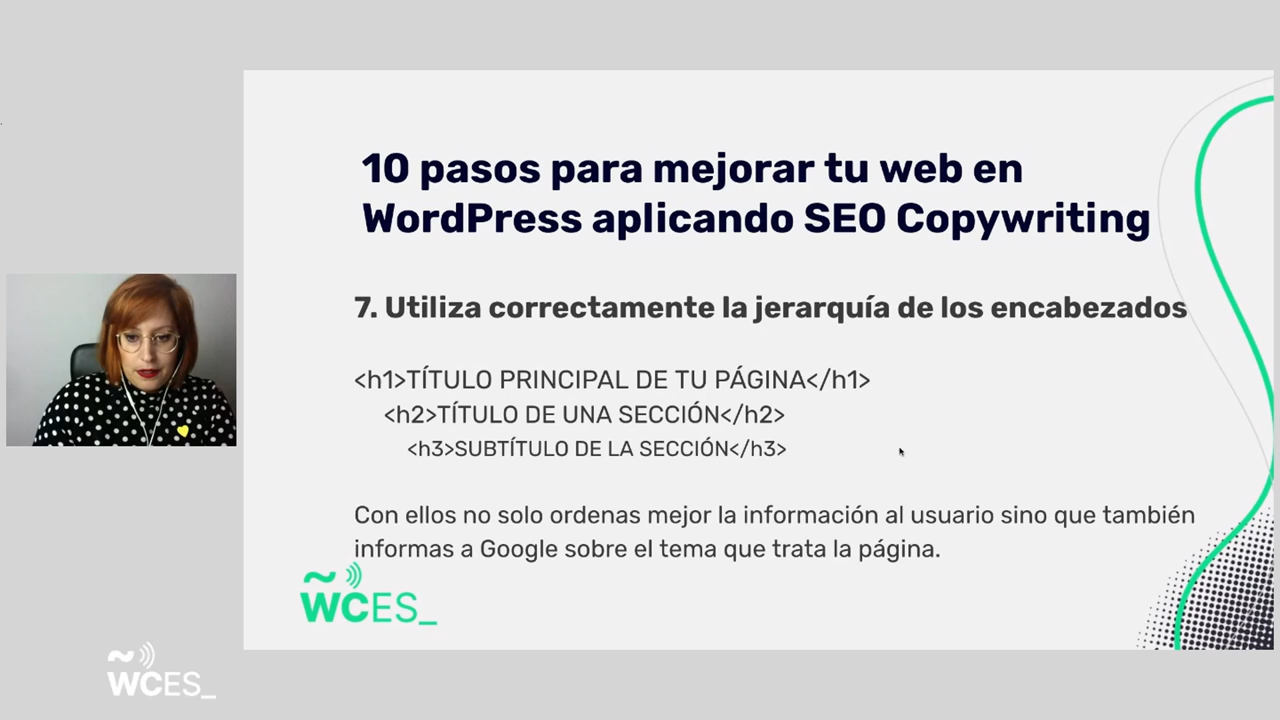 10 pasos para mejorar tu web en
WordPress aplicando SEO Copywriting
7. Utiliza correctamente la jerarquía de los encabezados
<h1>TÍTULO PRINCIPAL DE TU PÁGINA</h1>
<h2>TÍTULO DE UNA SECCIÓN</h2>
<h3>SUBTÍTULO DE LA SECCIÓN</h3>
Con ellos no solo ordenas mejor la información al usuario sino que también
informas a Google sobre el tema que trata la página.
WCES_
WCES_